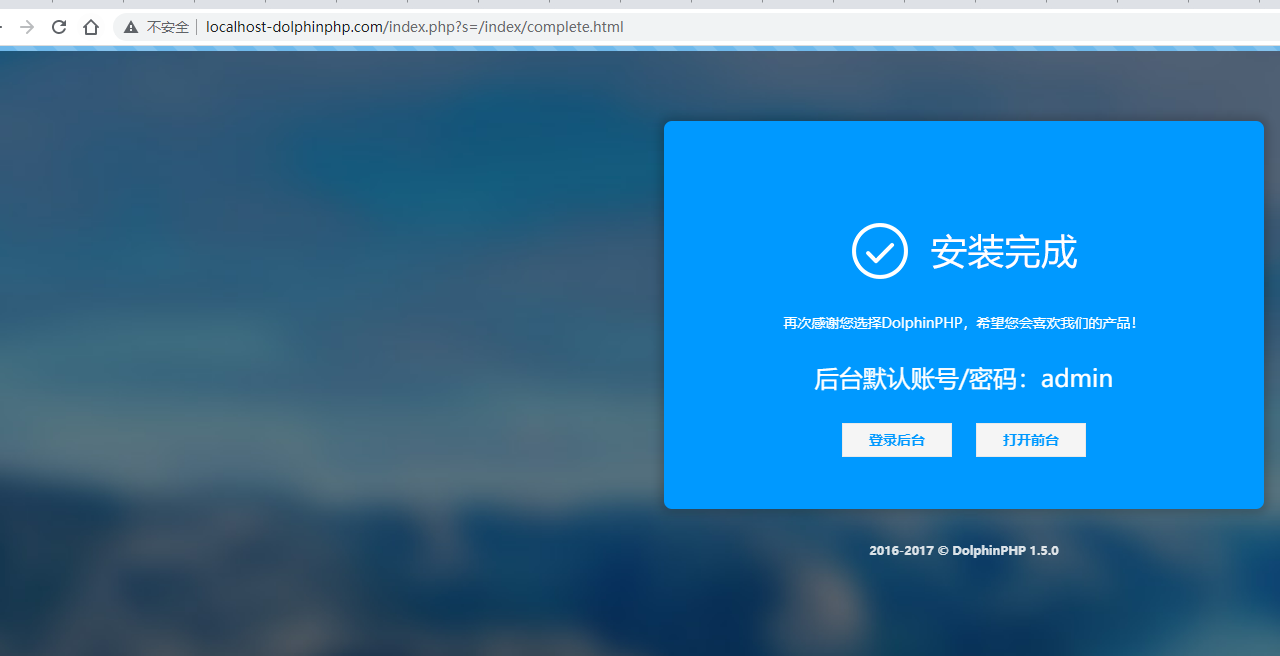 不安全 | localhost-dolphinphp.com/index.php?s=/index/complete.html
安装完成
再次感谢您选择DolphinPHP，希望您会喜欢我们的产品！
后台默认账号/密码：admin
登录后台 打开前台
2016-2017 © DolphinPHP 1.5.0